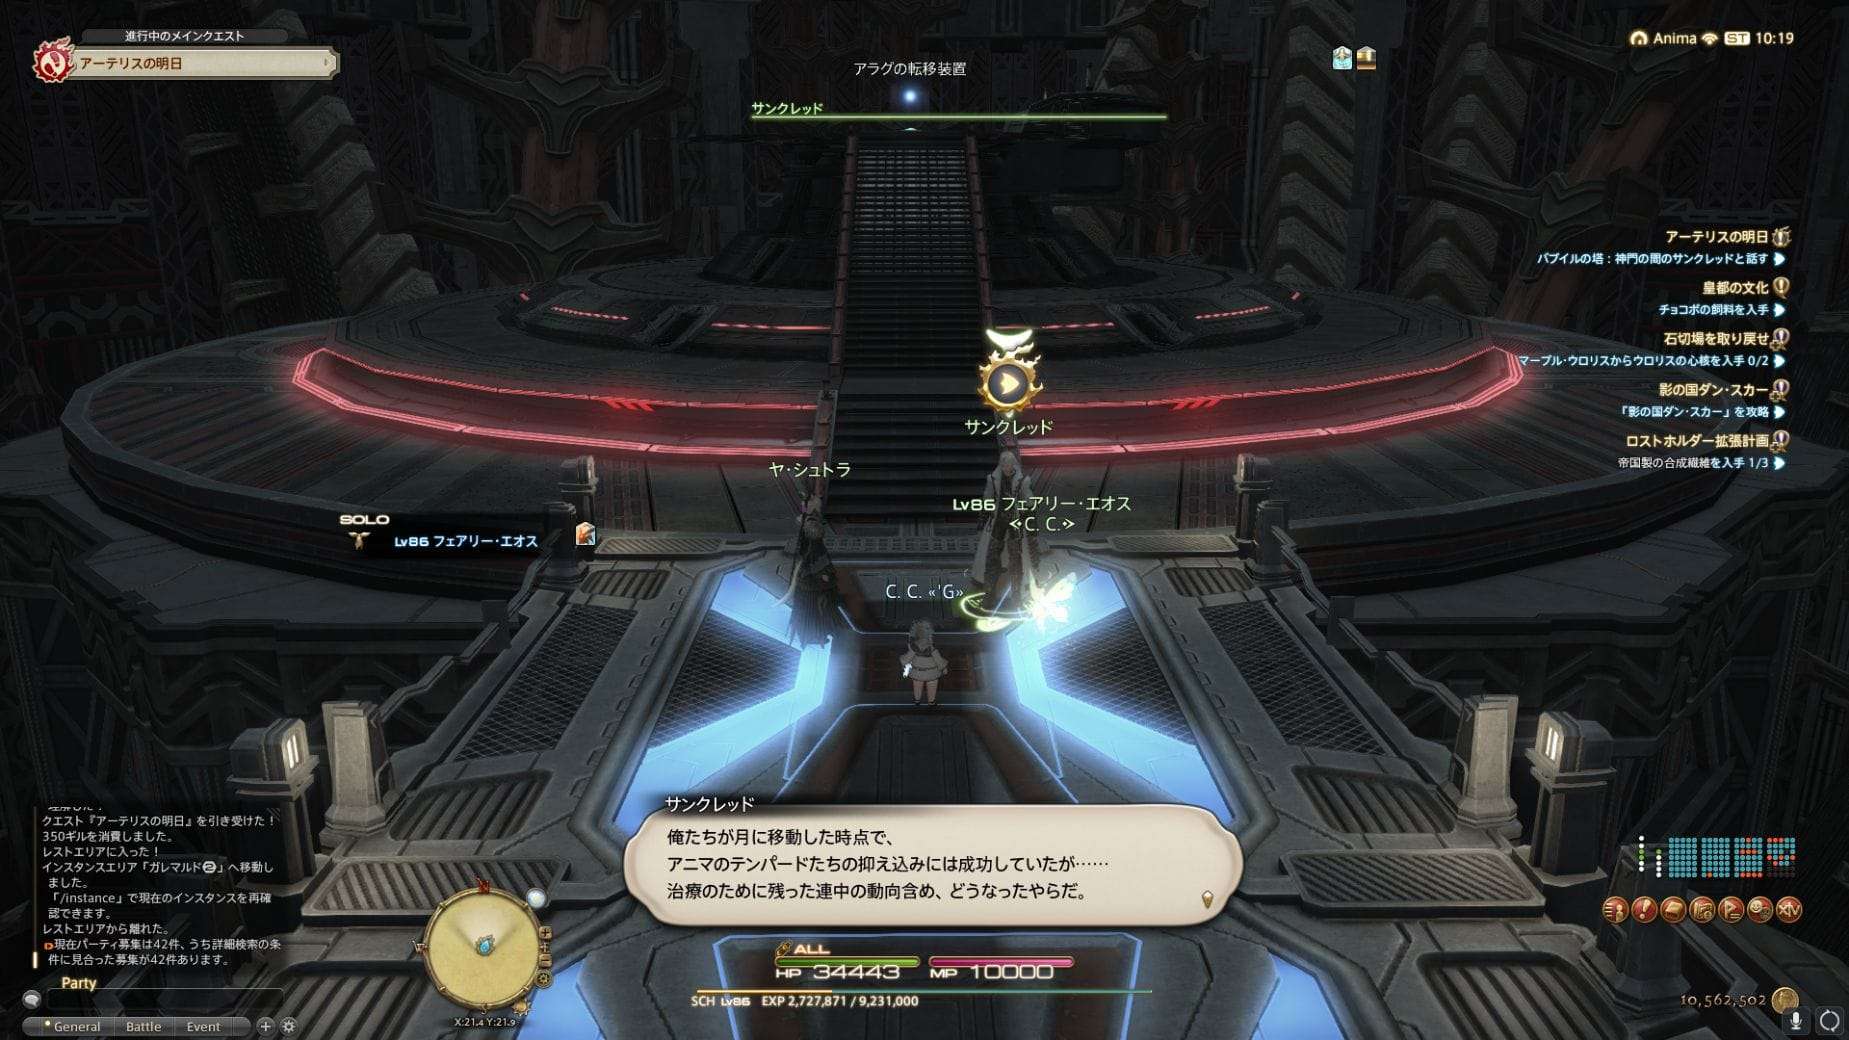 進行中のメインクエスト
アーテリスの明日
アラグの転移装置
サンクレッド
Anima ST 10:19
アーテリスの明日
バブイルの塔：神門の間のサンクレッドと話す
皇都の文化
チョコボの飼料を入手
石切場を取り戻せ
マーブル・ウロリスからウロリスの心核を入手 0/2
影の国ダン・スカー
『影の国ダン・スカー』を攻略
ロストホルダー拡張計画
帝国製の合成繊維を入手 1/3
サンクレッド
ヤ・シュトラ
Lv86 フェアリー・エオス
<C. C.>
SOLO
Lv86 フェアリー・エオス
C. C. «'G»
サンクレッド
俺たちが月に移動した時点で、
アニマのテンパードたちの抑え込みには成功していたが……
治療のために残った連中の動向含め、どうなったやらだ。
クエスト『アーテリスの明日』を引き受けた！
350ギルを消費しました。
レストエリアに入った！
インスタンスエリア「ガレマルド2」へ移動し
ました。
「/instance」で現在のインスタンスを再確
認できます。
レストエリアから離れた。
現在パーティ募集は42件、うち詳細検索の条
件に見合った募集が42件あります。
Party
General Battle Event
X:21.4 Y:21.9
ALL
HP 34443 MP 10000
SCH Lv86 EXP 2,727,871 / 9,231,000
XIV
10,562,502